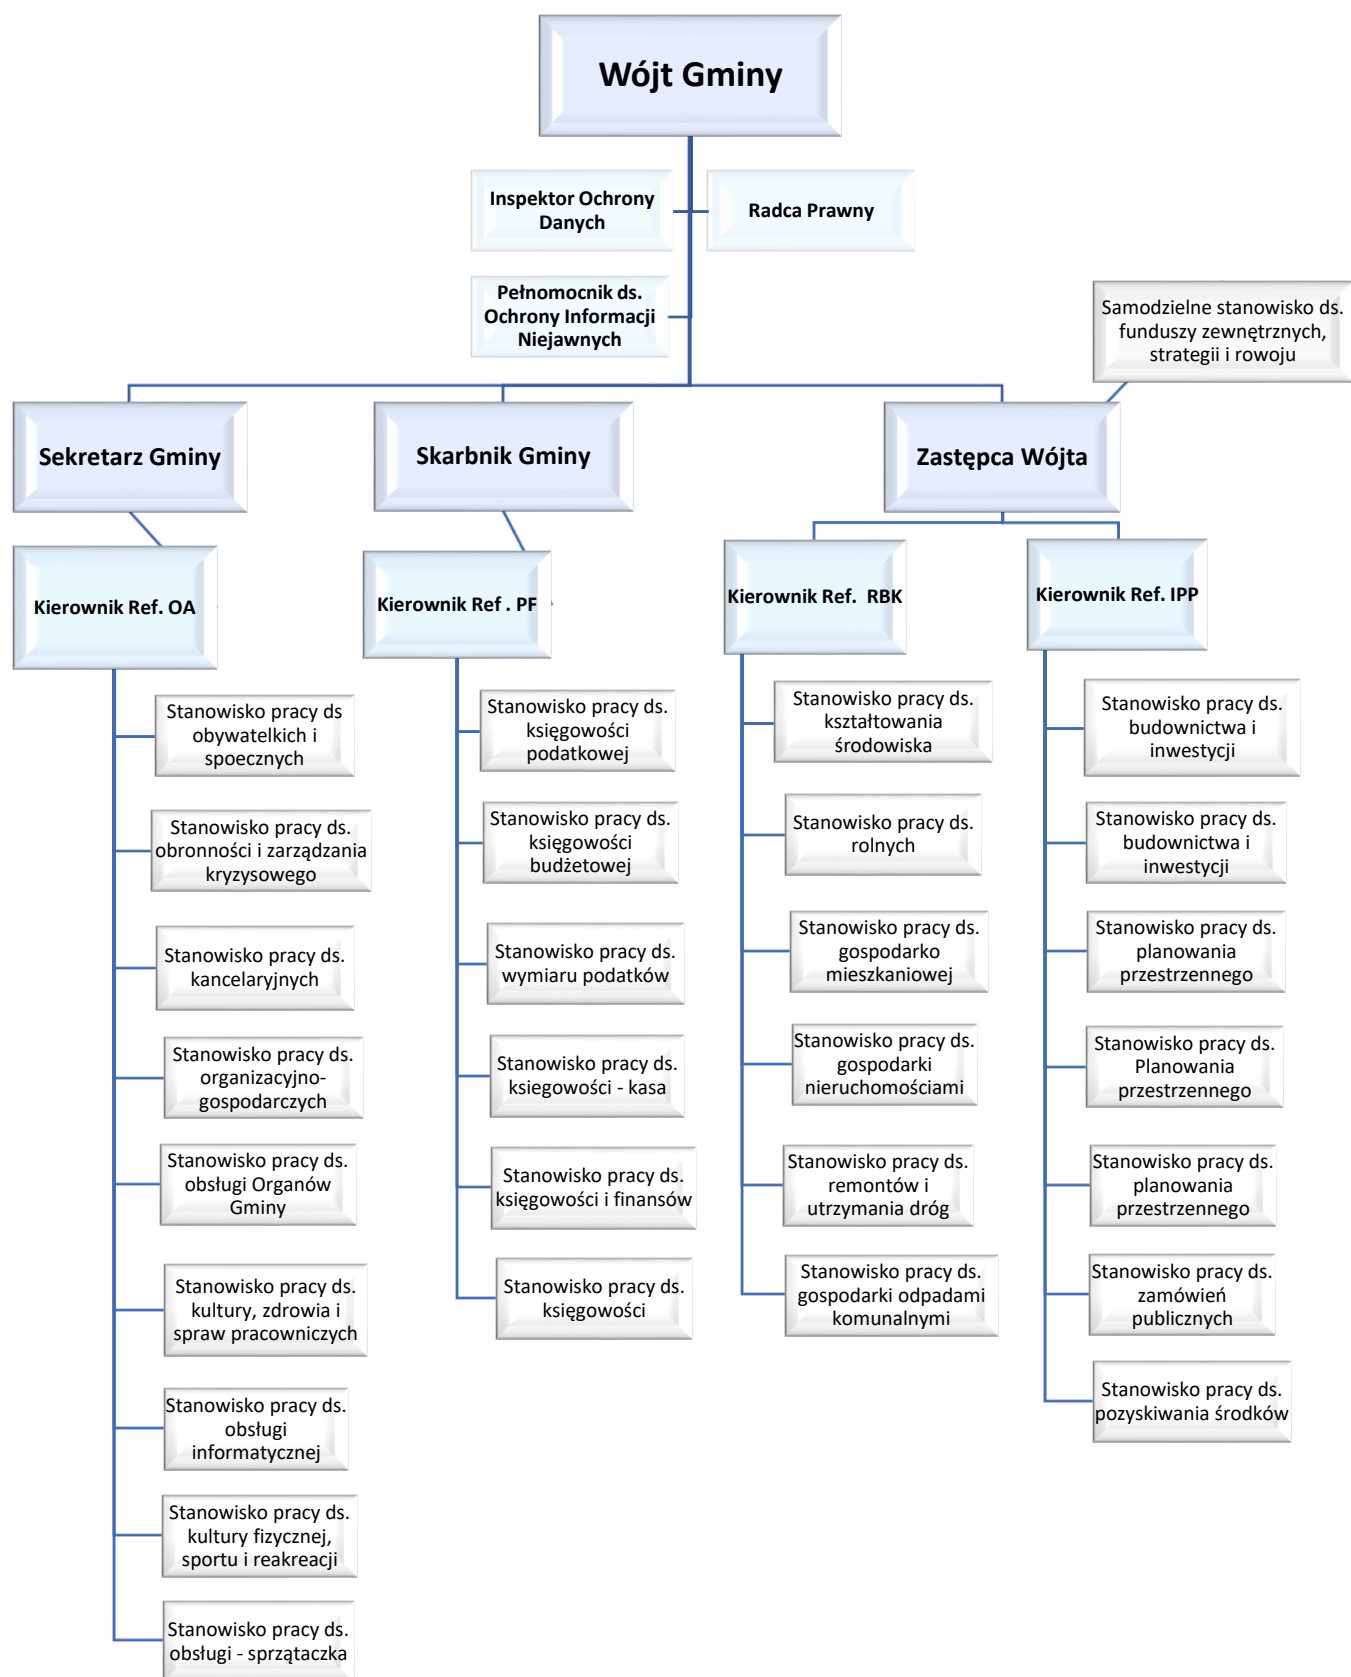 Wójt Gminy
Inspektor Ochrony
Danych
Radca Prawny
Pełnomocnik ds.
Ochrony Informacji
Niejawnych
Samodzielne stanowisko ds.
funduszy zewnętrznych,
strategii i rowoju
Sekretarz Gminy
Skarbnik Gminy
Zastępca Wójta
Kierownik Ref. OA
Kierownik Ref . PF
Kierownik Ref. RBK
Kierownik Ref. IPP
Stanowisko pracy ds
obywatelkich i
spoecznych
Stanowisko pracy ds.
obronności i zarządzania
kryzysowego
Stanowisko pracy ds.
kancelaryjnych
Stanowisko pracy ds.
organizacyjno-
gospodarczych
Stanowisko pracy ds.
obsługi Organów
Gminy
Stanowisko pracy ds.
kultury, zdrowia i
spraw pracowniczych
Stanowisko pracy ds.
obsługi
informatycznej
Stanowisko pracy ds.
kultury fizycznej,
sportu i reakreacji
Stanowisko pracy ds.
obsługi - sprzątaczka
Stanowisko pracy ds.
księgowości
podatkowej
Stanowisko pracy ds.
księgowości
budżetowej
Stanowisko pracy ds.
wymiaru podatków
Stanowisko pracy ds.
ksiegowości - kasa
Stanowisko pracy ds.
księgowości i finansów
Stanowisko pracy ds.
księgowości
Stanowisko pracy ds.
kształtowania
środowiska
Stanowisko pracy ds.
rolnych
Stanowisko pracy ds.
gospodarko
mieszkaniowej
Stanowisko pracy ds.
gospodarki
nieruchomościami
Stanowisko pracy ds.
remontów i
utrzymania dróg
Stanowisko pracy ds.
gospodarki odpadami
komunalnymi
Stanowisko pracy ds.
budownictwa i
inwestycji
Stanowisko pracy ds.
budownictwa i
inwestycji
Stanowisko pracy ds.
planowania
przestrzennego
Stanowisko pracy ds.
Planowania
przestrzennego
Stanowisko pracy ds.
planowania
przestrzennego
Stanowisko pracy ds.
zamówień
publicznych
Stanowisko pracy ds.
pozyskiwania środków